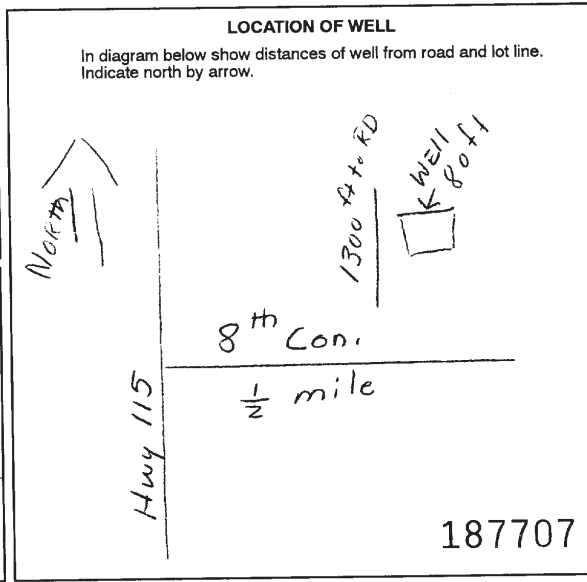 LOCATION OF WELL
In diagram below show distances of well from road and lot line.
Indicate north by arrow.
NORTH
1300 ft to RD
WELL
80 ft
8th Con.
1/2 mile
Hwy 115
187707